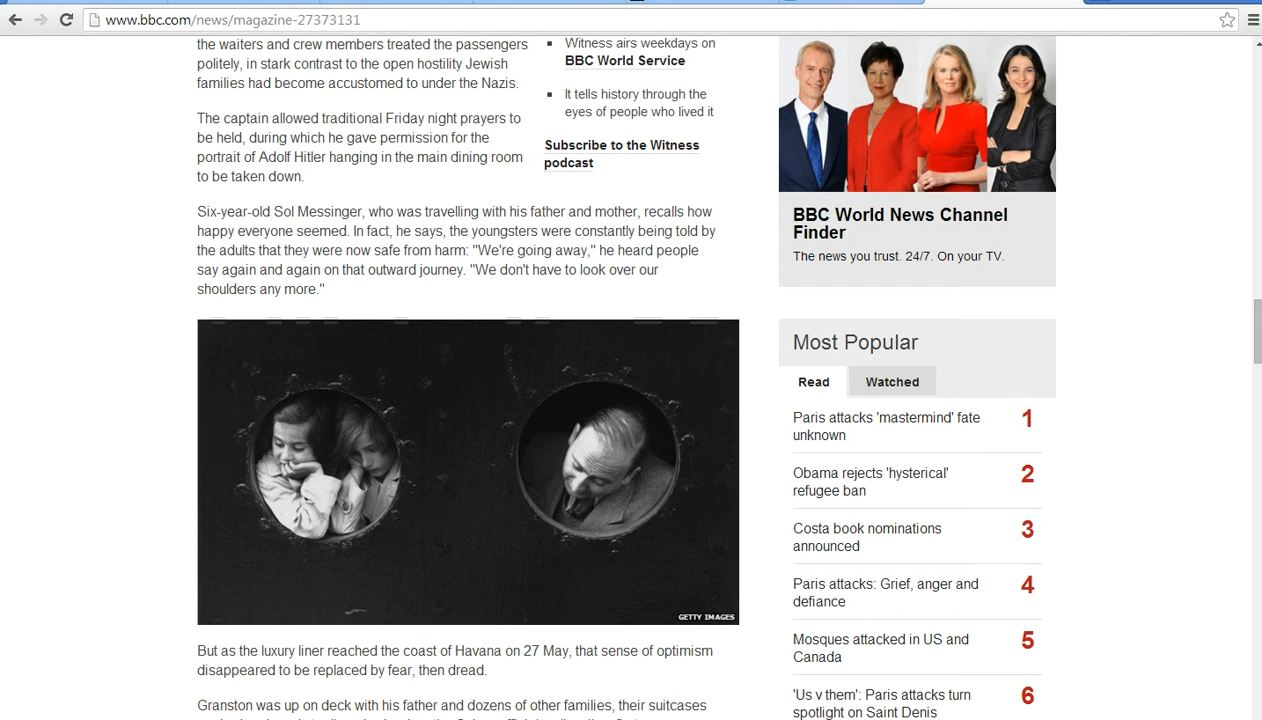 www.bbc.com/news/magazine-27373131
the waiters and crew members treated the passengers
politely, in stark contrast to the open hostility Jewish
families had become accustomed to under the Nazis.
The captain allowed traditional Friday night prayers to
be held, during which he gave permission for the
portrait of Adolf Hitler hanging in the main dining room
to be taken down.
Witness airs weekdays on
BBC World Service
It tells history through the
eyes of people who lived it
Subscribe to the Witness
podcast
Six-year-old Sol Messinger, who was travelling with his father and mother, recalls how
happy everyone seemed. In fact, he says, the youngsters were constantly being told by
the adults that they were now safe from harm: "We're going away," he heard people
say again and again on that outward journey. "We don't have to look over our
shoulders any more."
GETTY IMAGES
But as the luxury liner reached the coast of Havana on 27 May, that sense of optimism
disappeared to be replaced by fear, then dread.
Granston was up on deck with his father and dozens of other families, their suitcases
BBC World News Channel
Finder
The news you trust. 24/7. On your TV.
Most Popular
Read Watched
Paris attacks 'mastermind' fate
unknown
1
Obama rejects 'hysterical'
refugee ban
2
Costa book nominations
announced
3
Paris attacks: Grief, anger and
defiance
4
Mosques attacked in US and
Canada
5
'Us v them': Paris attacks turn
spotlight on Saint Denis
6